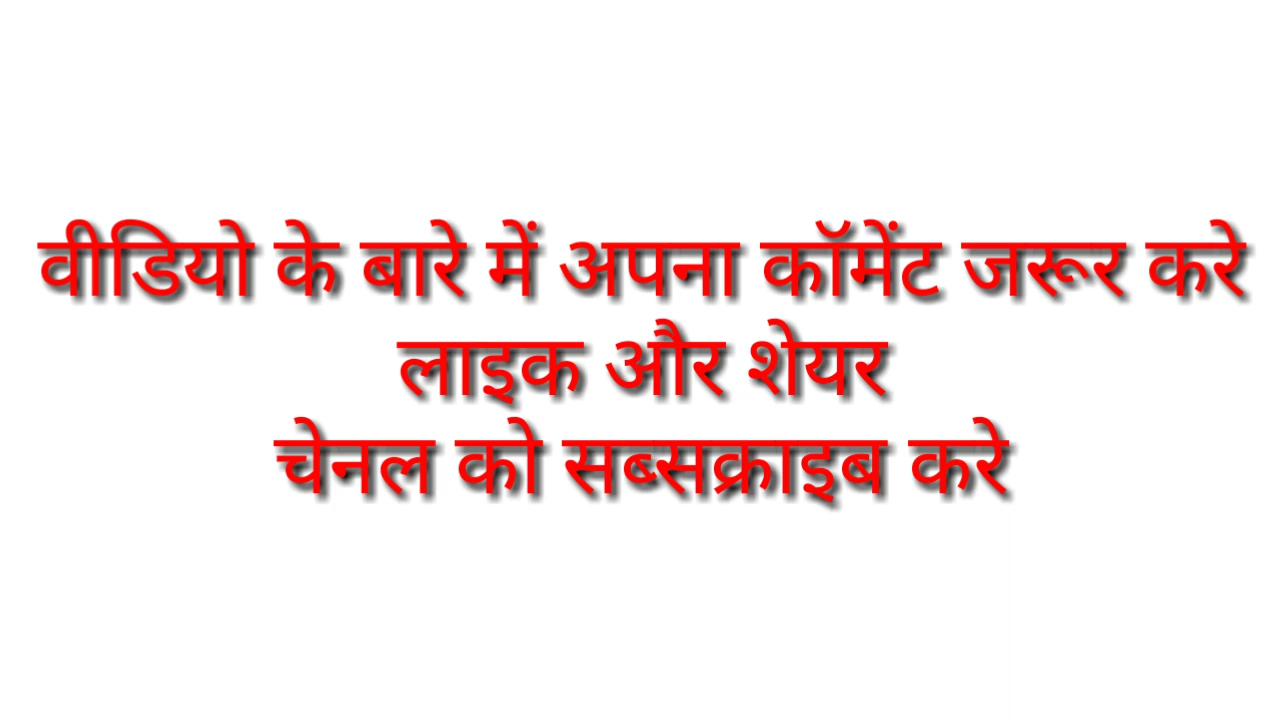 वीडियो के बारे में अपना कॉमेंट जरूर करे
लाइक और शेयर
चेनल को सब्सक्राइब करे